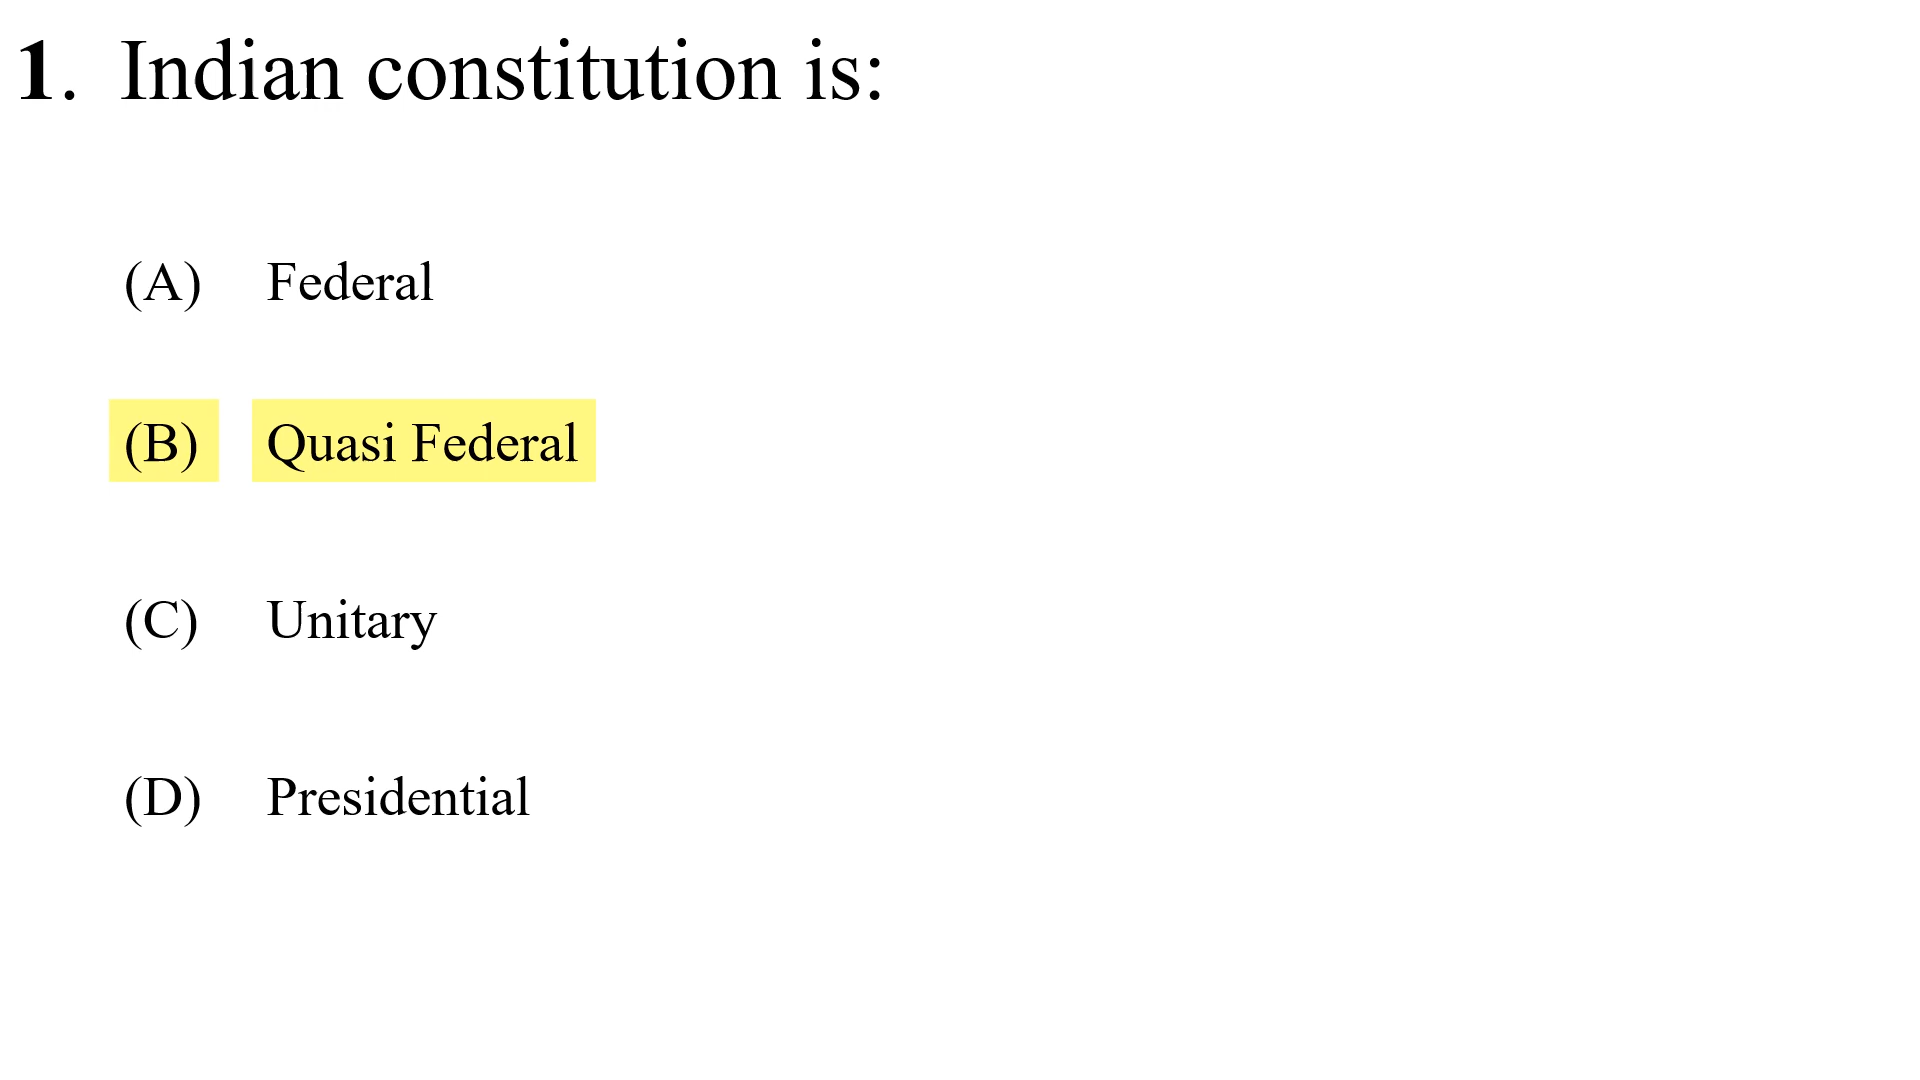 1. Indian constitution is:
(A) Federal
(B) Quasi Federal
(C) Unitary
(D) Presidential